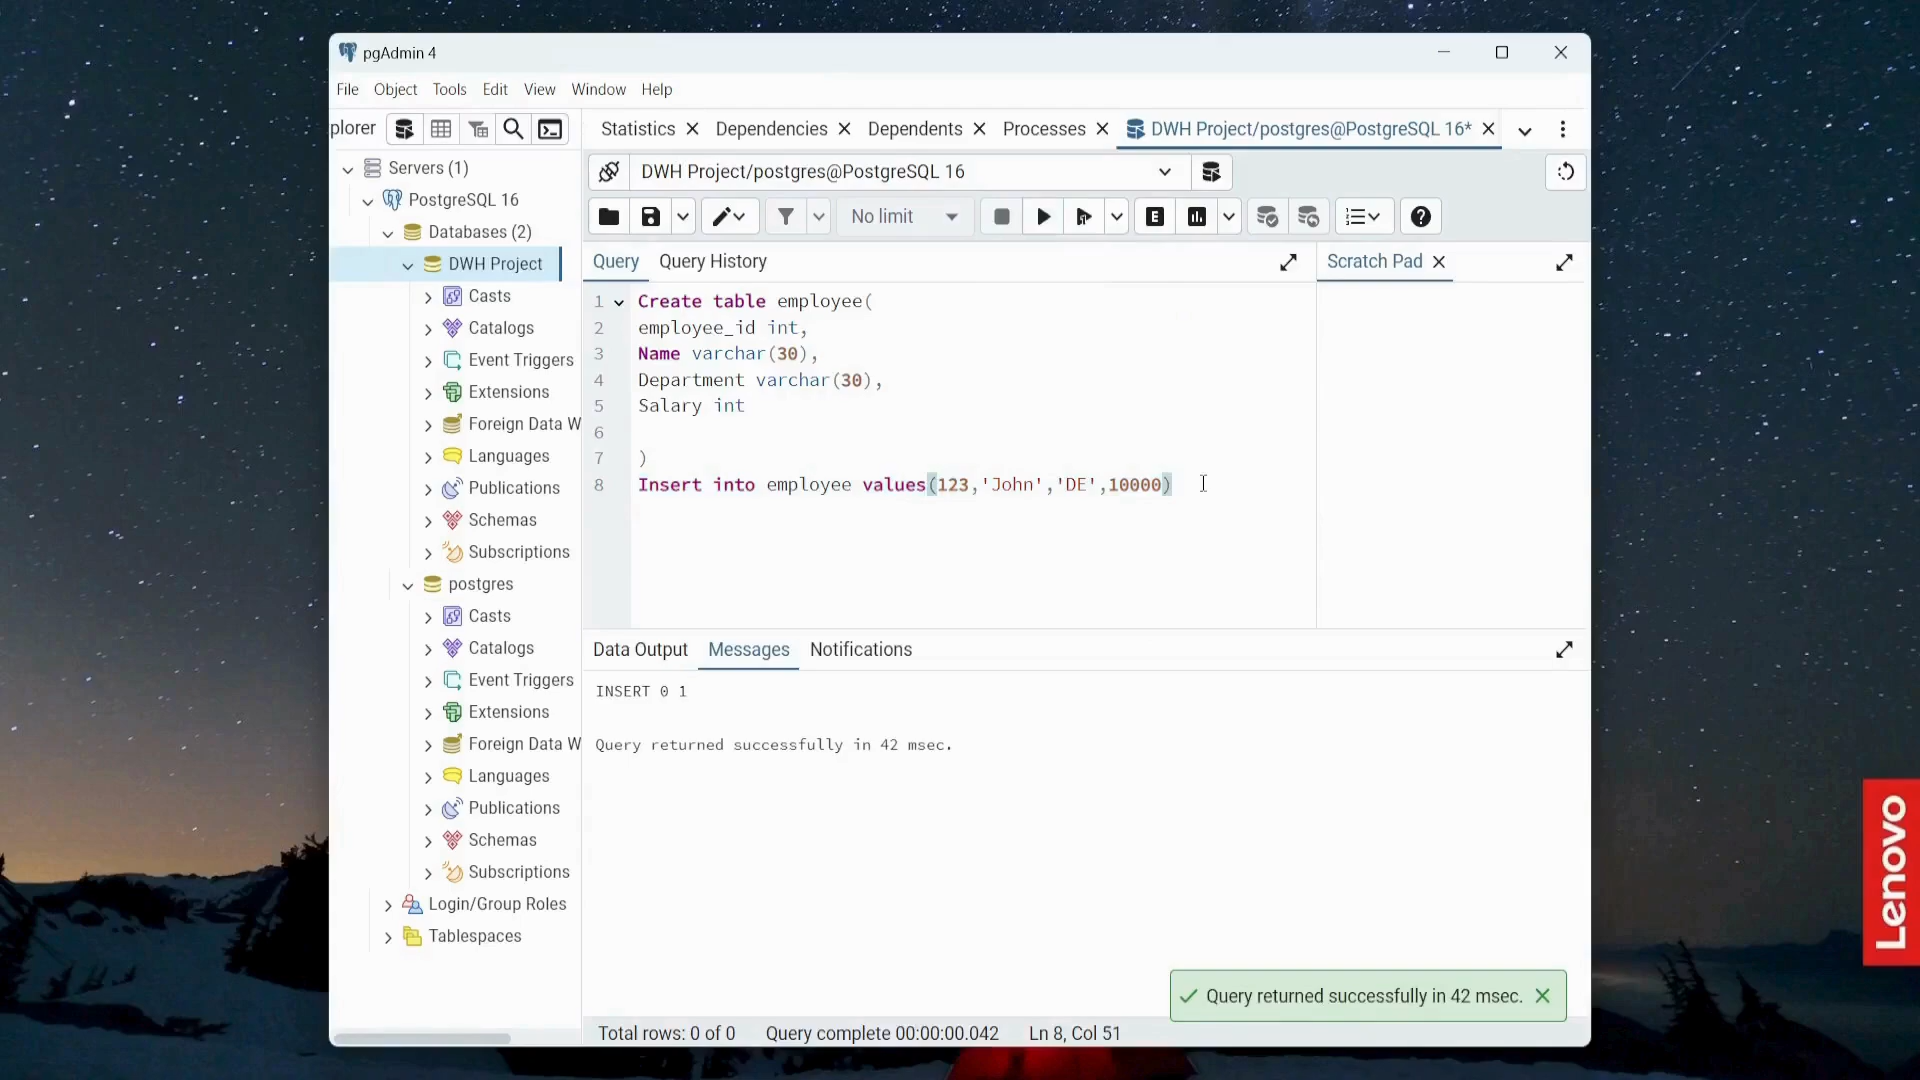 pgAdmin 4
File Object Tools Edit View Window Help
plorer
Statistics Dependencies Dependents Processes DWH Project/postgres@PostgreSQL 16*
Servers (1)
PostgreSQL 16
Databases (2)
DWH Project
Casts
Catalogs
Event Triggers
Extensions
Foreign Data W
Languages
Publications
Schemas
Subscriptions
postgres
Casts
Catalogs
Event Triggers
Extensions
Foreign Data W
Languages
Publications
Schemas
Subscriptions
Login/Group Roles
Tablespaces
DWH Project/postgres@PostgreSQL 16
No limit
E
Query Query History
Scratch Pad
1 Create table employee(
2 employee_id int,
3 Name varchar(30),
4 Department varchar(30),
5 Salary int
6
7 )
8 Insert into employee values(123,'John','DE',10000)
Data Output Messages Notifications
INSERT 0 1
Query returned successfully in 42 msec.
Query returned successfully in 42 msec.
Total rows: 0 of 0 Query complete 00:00:00.042 Ln 8, Col 51
Lenovo